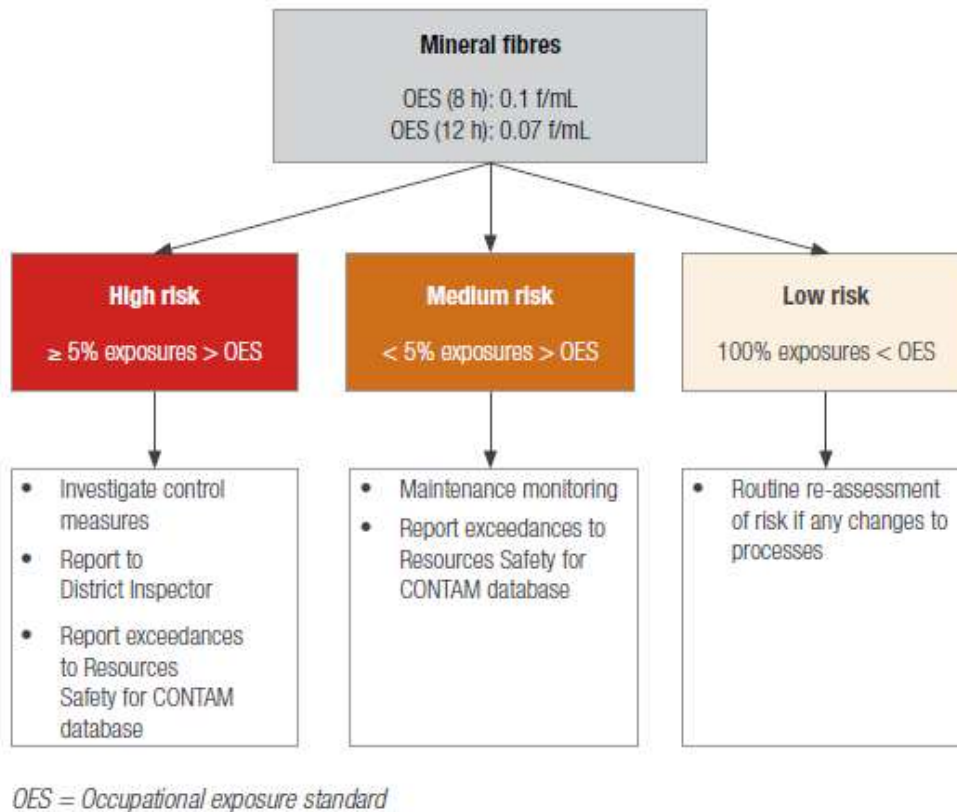 Mineral fibres
OES (8 h): 0.1 f/mL
OES (12 h): 0.07 f/mL
High risk
≥ 5% exposures > OES
Medium risk
< 5% exposures > OES
Low risk
100% exposures < OES
• Investigate control
measures
• Report to
District Inspector
• Report exceedances
to Resources
Safety for CONTAM
database
• Maintenance monitoring
• Report exceedances to
Resources Safety for
CONTAM database
• Routine re-assessment
of risk if any changes to
processes
OES = Occupational exposure standard